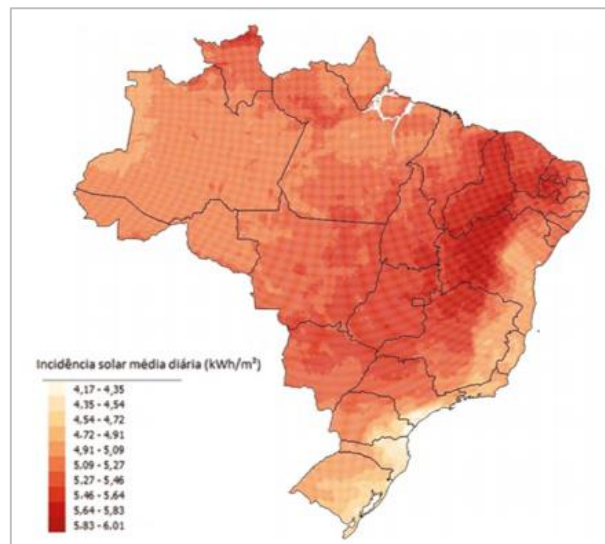 Incidência solar média diária (kWh/m²)
4,17 - 4,35
4,35 - 4,54
4,54 - 4,72
4,72 - 4,91
4,91 - 5,09
5,09 - 5,27
5,27 - 5,46
5,46 - 5,64
5,64 - 5,83
5,83 - 6,01